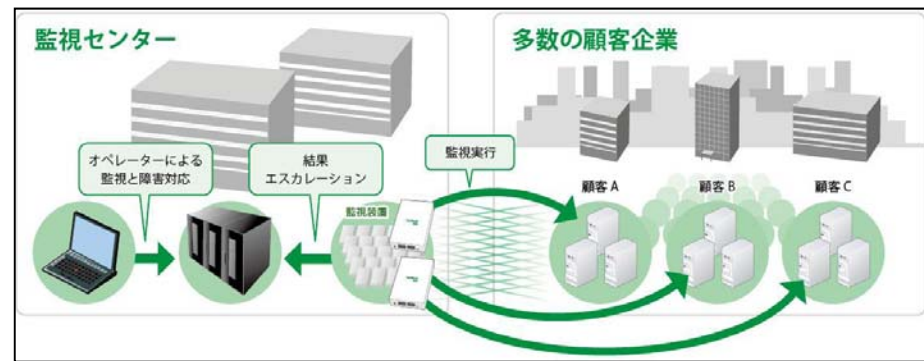 監視センター
多数の顧客企業
オペレーターによる
監視と障害対応
結果
エスカレーション
監視実行
監視装置
顧客 A
顧客 B
顧客 C